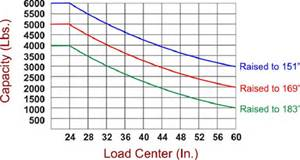 Capacity (Lbs.)
6000
5500
5000
4500
4000
3500
3000
2500
2000
1500
1000
500
24 28 32 36 40 44 48 52 56 60
Load Center (In.)
Raised to 151"
Raised to 169"
Raised to 183"